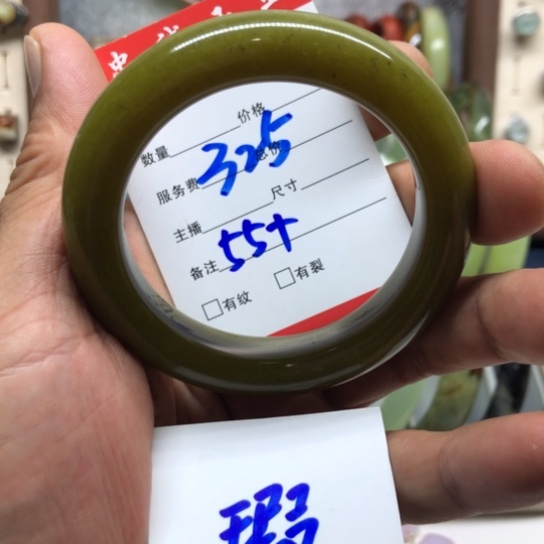 数量 价格
325
服务费 总价
主播 尺寸
备注 55+
□有纹 □有裂
瑕